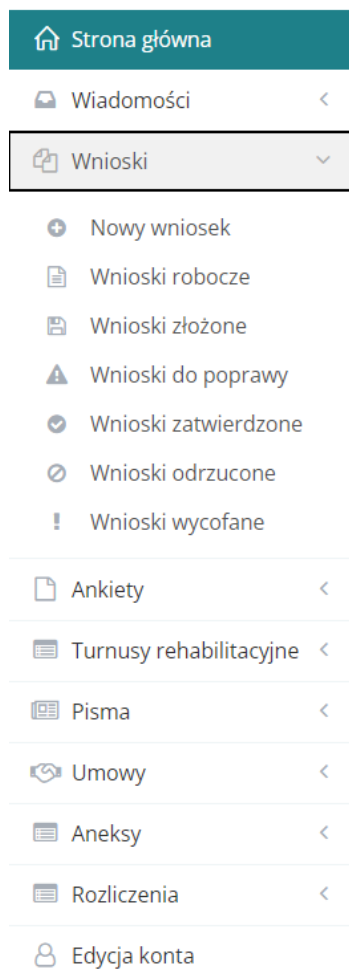 Strona główna
Wiadomości
Wnioski
Nowy wniosek
Wnioski robocze
Wnioski złożone
Wnioski do poprawy
Wnioski zatwierdzone
Wnioski odrzucone
Wnioski wycofane
Ankiety
Turnusy rehabilitacyjne
Pisma
Umowy
Aneksy
Rozliczenia
Edycja konta